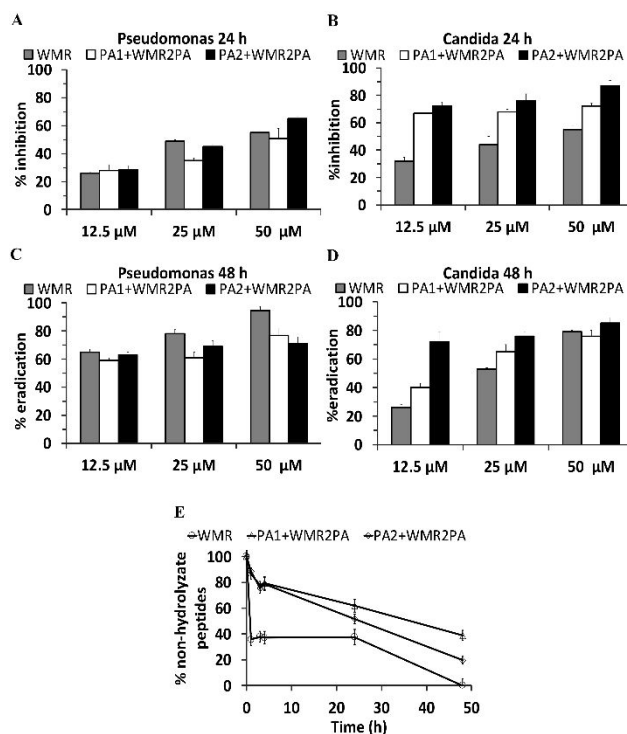 A
Pseudomonas 24 h
WMR PA1+WMR2PA PA2+WMR2PA
% inhibition
100
80
60
40
20
0
12.5 µM 25 µM 50 µM
B
Candida 24 h
WMR PA1+WMR2PA PA2+WMR2PA
%inhibition
100
80
60
40
20
0
12.5 µM 25 µM 50 µM
C
Pseudomonas 48 h
WMR PA1+WMR2PA PA2+WMR2PA
% eradication
100
80
60
40
20
0
12.5 µM 25 µM 50 µM
D
Candida 48 h
WMR PA1+WMR2PA PA2+WMR2PA
%eradication
100
80
60
40
20
0
12.5 µM 25 µM 50 µM
E
WMR PA1+WMR2PA PA2+WMR2PA
% non-hydrolyzate
peptides
100
80
60
40
20
0
0 10 20 30 40 50
Time (h)